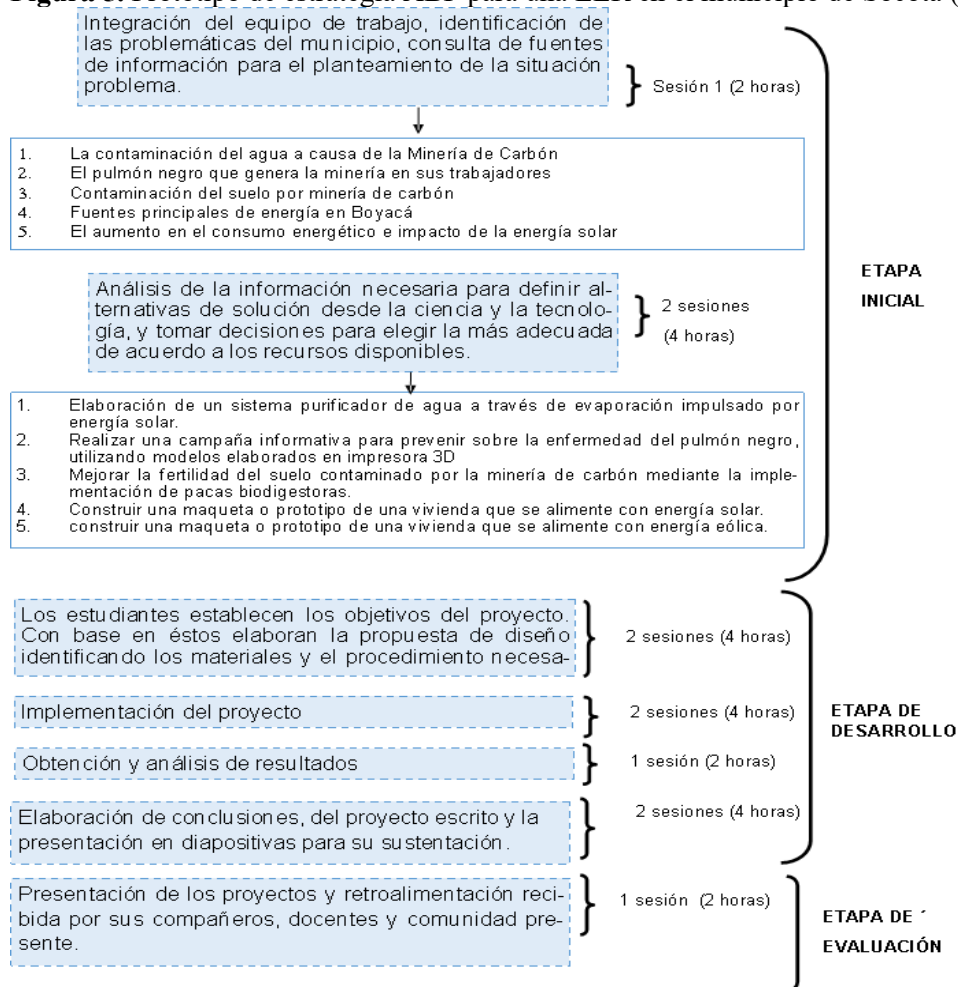 Integración del equipo de trabajo, identificación de
las problemáticas del municipio, consulta de fuentes
de información para el planteamiento de la situación
problema.
Sesión 1 (2 horas)
1. La contaminación del agua a causa de la Minería de Carbón
2. El pulmón negro que genera la minería en sus trabajadores
3. Contaminación del suelo por minería de carbón
4. Fuentes principales de energía en Boyacá
5. El aumento en el consumo energético e impacto de la energía solar
ETAPA
INICIAL
Análisis de la información necesaria para definir al-
ternativas de solución desde la ciencia y la tecnolo-
gía, y tomar decisiones para elegir la más adecuada
de acuerdo a los recursos disponibles.
2 sesiones
(4 horas)
1. Elaboración de un sistema purificador de agua a través de evaporación impulsado por
energía solar.
2. Realizar una campaña informativa para prevenir sobre la enfermedad del pulmón negro,
utilizando modelos elaborados en impresora 3D
3. Mejorar la fertilidad del suelo contaminado por la minería de carbón mediante la imple-
mentación de pacas biodigestoras.
4. Construir una maqueta o prototipo de una vivienda que se alimente con energía solar.
5. construir una maqueta o prototipo de una vivienda que se alimente con energía eólica.
Los estudiantes establecen los objetivos del proyecto.
Con base en éstos elaboran la propuesta de diseño
identificando los materiales y el procedimiento necesa-
2 sesiones (4 horas)
Implementación del proyecto
2 sesiones (4 horas)
ETAPA DE
DESARROLLO
Obtención y análisis de resultados
1 sesión (2 horas)
Elaboración de conclusiones, del proyecto escrito y la
presentación en diapositivas para su sustentación.
2 sesiones (4 horas)
Presentación de los proyectos y retroalimentación reci-
bida por sus compañeros, docentes y comunidad pre-
sente.
1 sesión (2 horas)
ETAPA DE ´
EVALUACIÓN